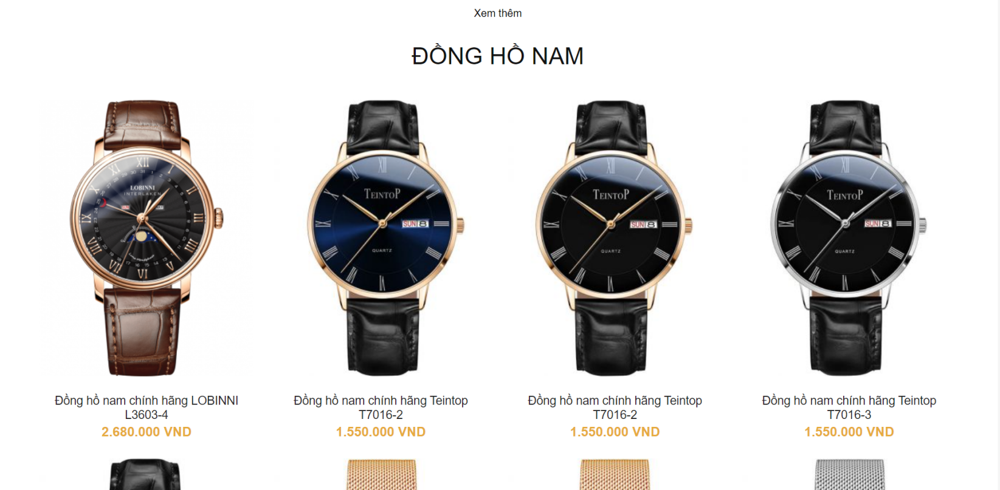 Xem thêm
ĐỒNG HỒ NAM
XII
LOBINNI
INTERLAKEN
TEINTOP
SUN 8
QUARTZ
TEINTOP
SUN 8
QUARTZ
TEINTOP
SUN 8
QUARTZ
Đồng hồ nam chính hãng LOBINNI
L3603-4
2.680.000 VND
Đồng hồ nam chính hãng Teintop
T7016-2
1.550.000 VND
Đồng hồ nam chính hãng Teintop
T7016-2
1.550.000 VND
Đồng hồ nam chính hãng Teintop
T7016-3
1.550.000 VND